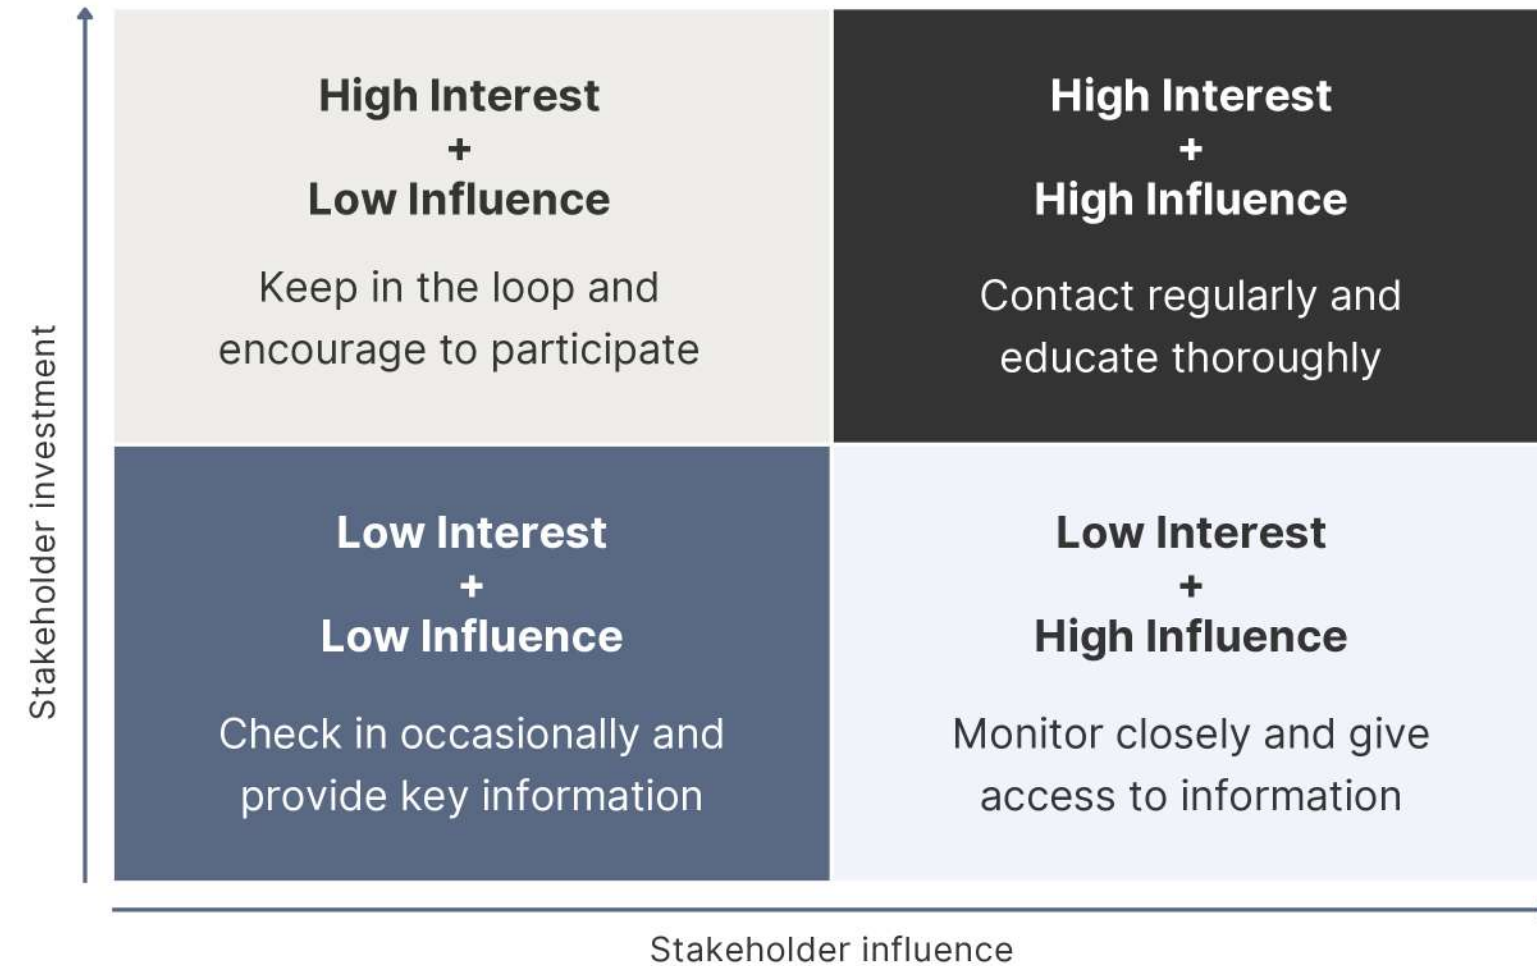 High Interest
+
Low Influence
Keep in the loop and
encourage to participate
High Interest
+
High Influence
Contact regularly and
educate thoroughly
Stakeholder investment
Low Interest
+
Low Influence
Check in occasionally and
provide key information
Low Interest
+
High Influence
Monitor closely and give
access to information
Stakeholder influence